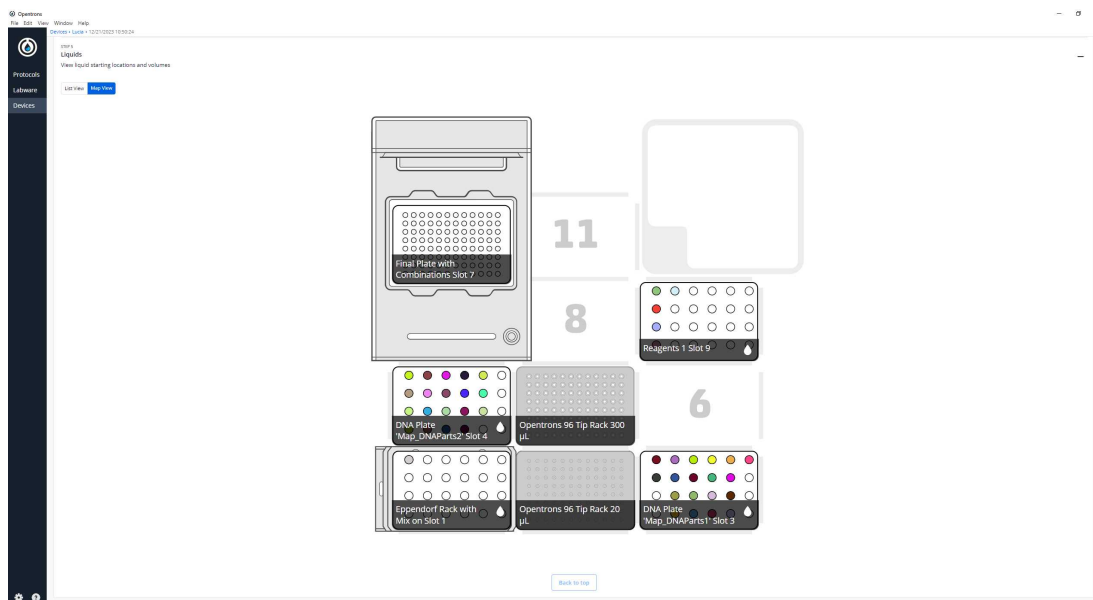 Opentrons
File Edit View Window Help
Devices › Lucia › 12/21/2023 10:50:24
STEP 5
Liquids
View liquid starting locations and volumes
Protocols
Labware
Devices
List View Map View
11
Final Plate with
Combinations Slot 7
8
Reagents 1 Slot 9
6
DNA Plate
'Map_DNAParts2' Slot 4
Opentrons 96 Tip Rack 300
µL
Eppendorf Rack with
Mix on Slot 1
Opentrons 96 Tip Rack 20
µL
DNA Plate
'Map_DNAParts1' Slot 3
Back to top